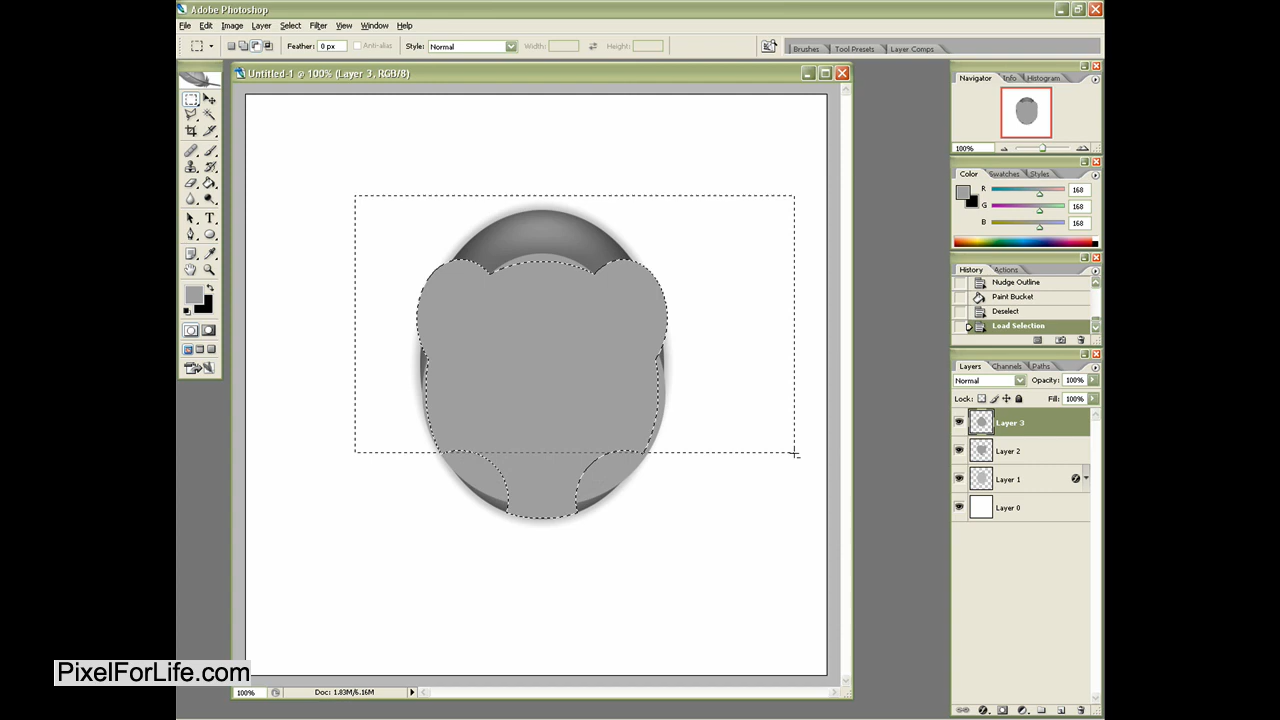 Adobe Photoshop
File Edit Image Layer Select Filter View Window Help
Feather: 0 px Anti-alias Style: Normal Width: Height: Brushes Tool Presets Layer Comps
Untitled-1 @ 100% (Layer 3, RGB/8)
Navigator Info Histogram
100%
Color Swatches Styles
R 168
G 168
B 168
History Actions
Nudge Outline
Paint Bucket
Deselect
Load Selection
Layers Channels Paths
Normal Opacity: 100%
Lock: Fill: 100%
Layer 3
Layer 2
Layer 1
Layer 0
PixelForLife.com
100% Doc: 1.83M/6.16M